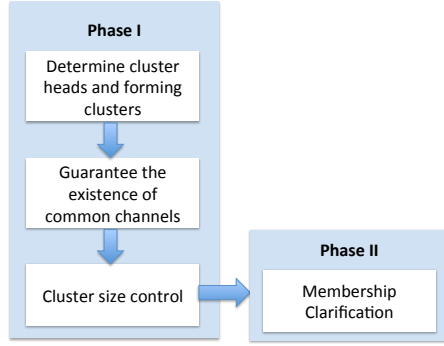 Phase I
Determine cluster
heads and forming
clusters
Guarantee the
existence of
common channels
Cluster size control
Phase II
Membership
Clarification